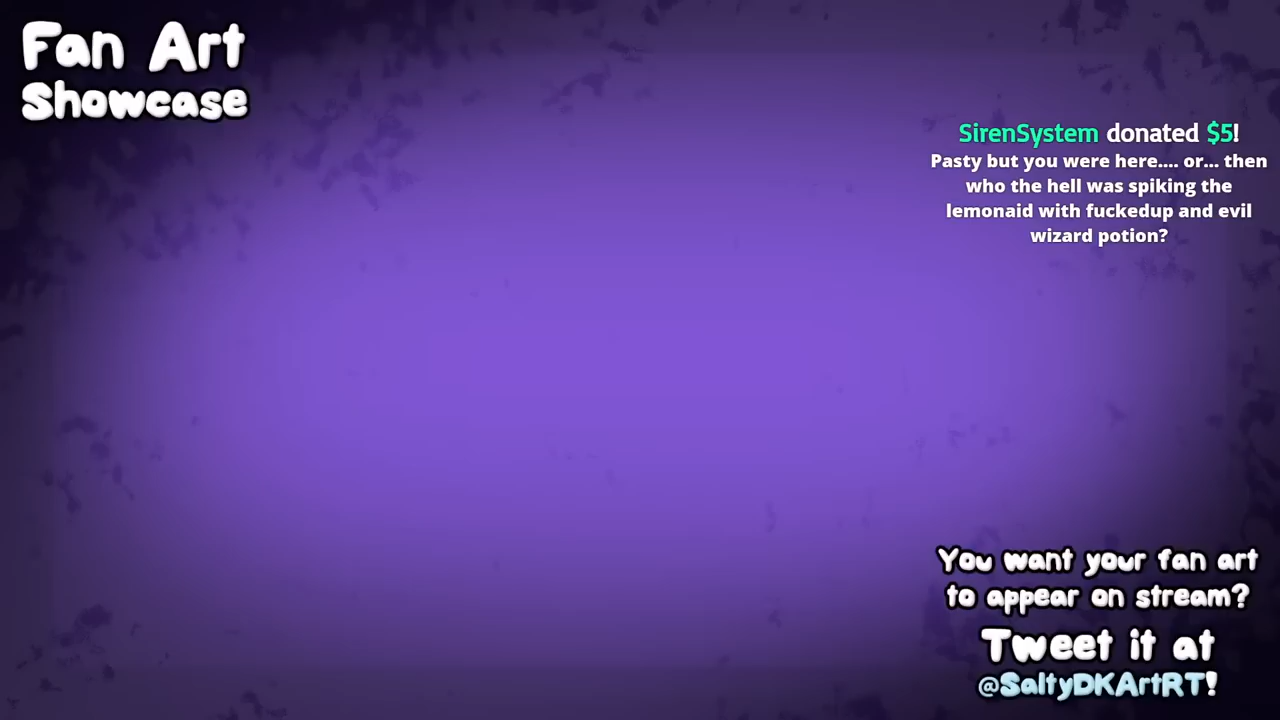 Fan Art
Showcase
SirenSystem donated $5!
Pasty but you were here.... or... then
who the hell was spiking the
lemonaid with fuckedup and evil
wizard potion?
You want your fan art
to appear on stream?
Tweet it at
@SaltyDKArtRT!